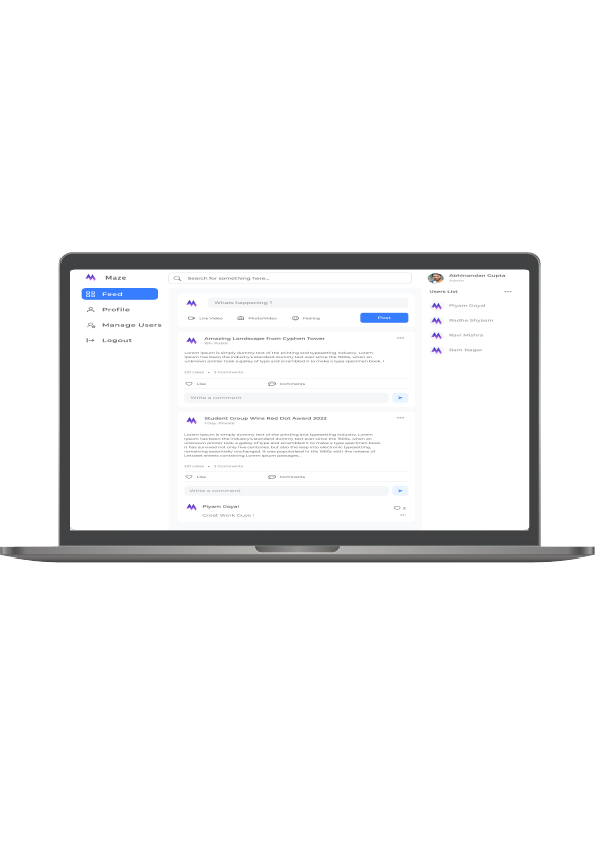 Maze
Feed
Profile
Manage Users
Logout
Search for something here...
Whats happening ?
Live Video
Photo/Video
Feeling
Post
Amazing Landscape from Cyphen Tower
Public
Lorem Ipsum is simply dummy text of the printing and typesetting industry. Lorem
Ipsum has been the industry's standard dummy text ever since the 1500s, when an
unknown printer took a galley of type and scrambled it to make a type specimen book. I
Likes • 4 Comments
Like
Comments
Write a comment
Student Group Wins Red Dot Award 2022
1 Day, Private
Lorem Ipsum is simply dummy text of the printing and typesetting industry. Lorem
Ipsum has been the industry's standard dummy text ever since the 1500s, when an
unknown printer took a galley of type and scrambled it to make a type specimen book.
It has survived not only five centuries, but also the leap into electronic typesetting,
remaining essentially unchanged. It was popularised in the 1960s with the release of
Letraset sheets containing Lorem Ipsum passages.
Likes • 3 Comments
Like
Comments
Write a comment
Piyam Goyal
Great Work Guys !
Abhinandan Gupta
Admin
Users List
Piyam Goyal
Radhe Shyaam
Ravi Mishra
Ram Nagar